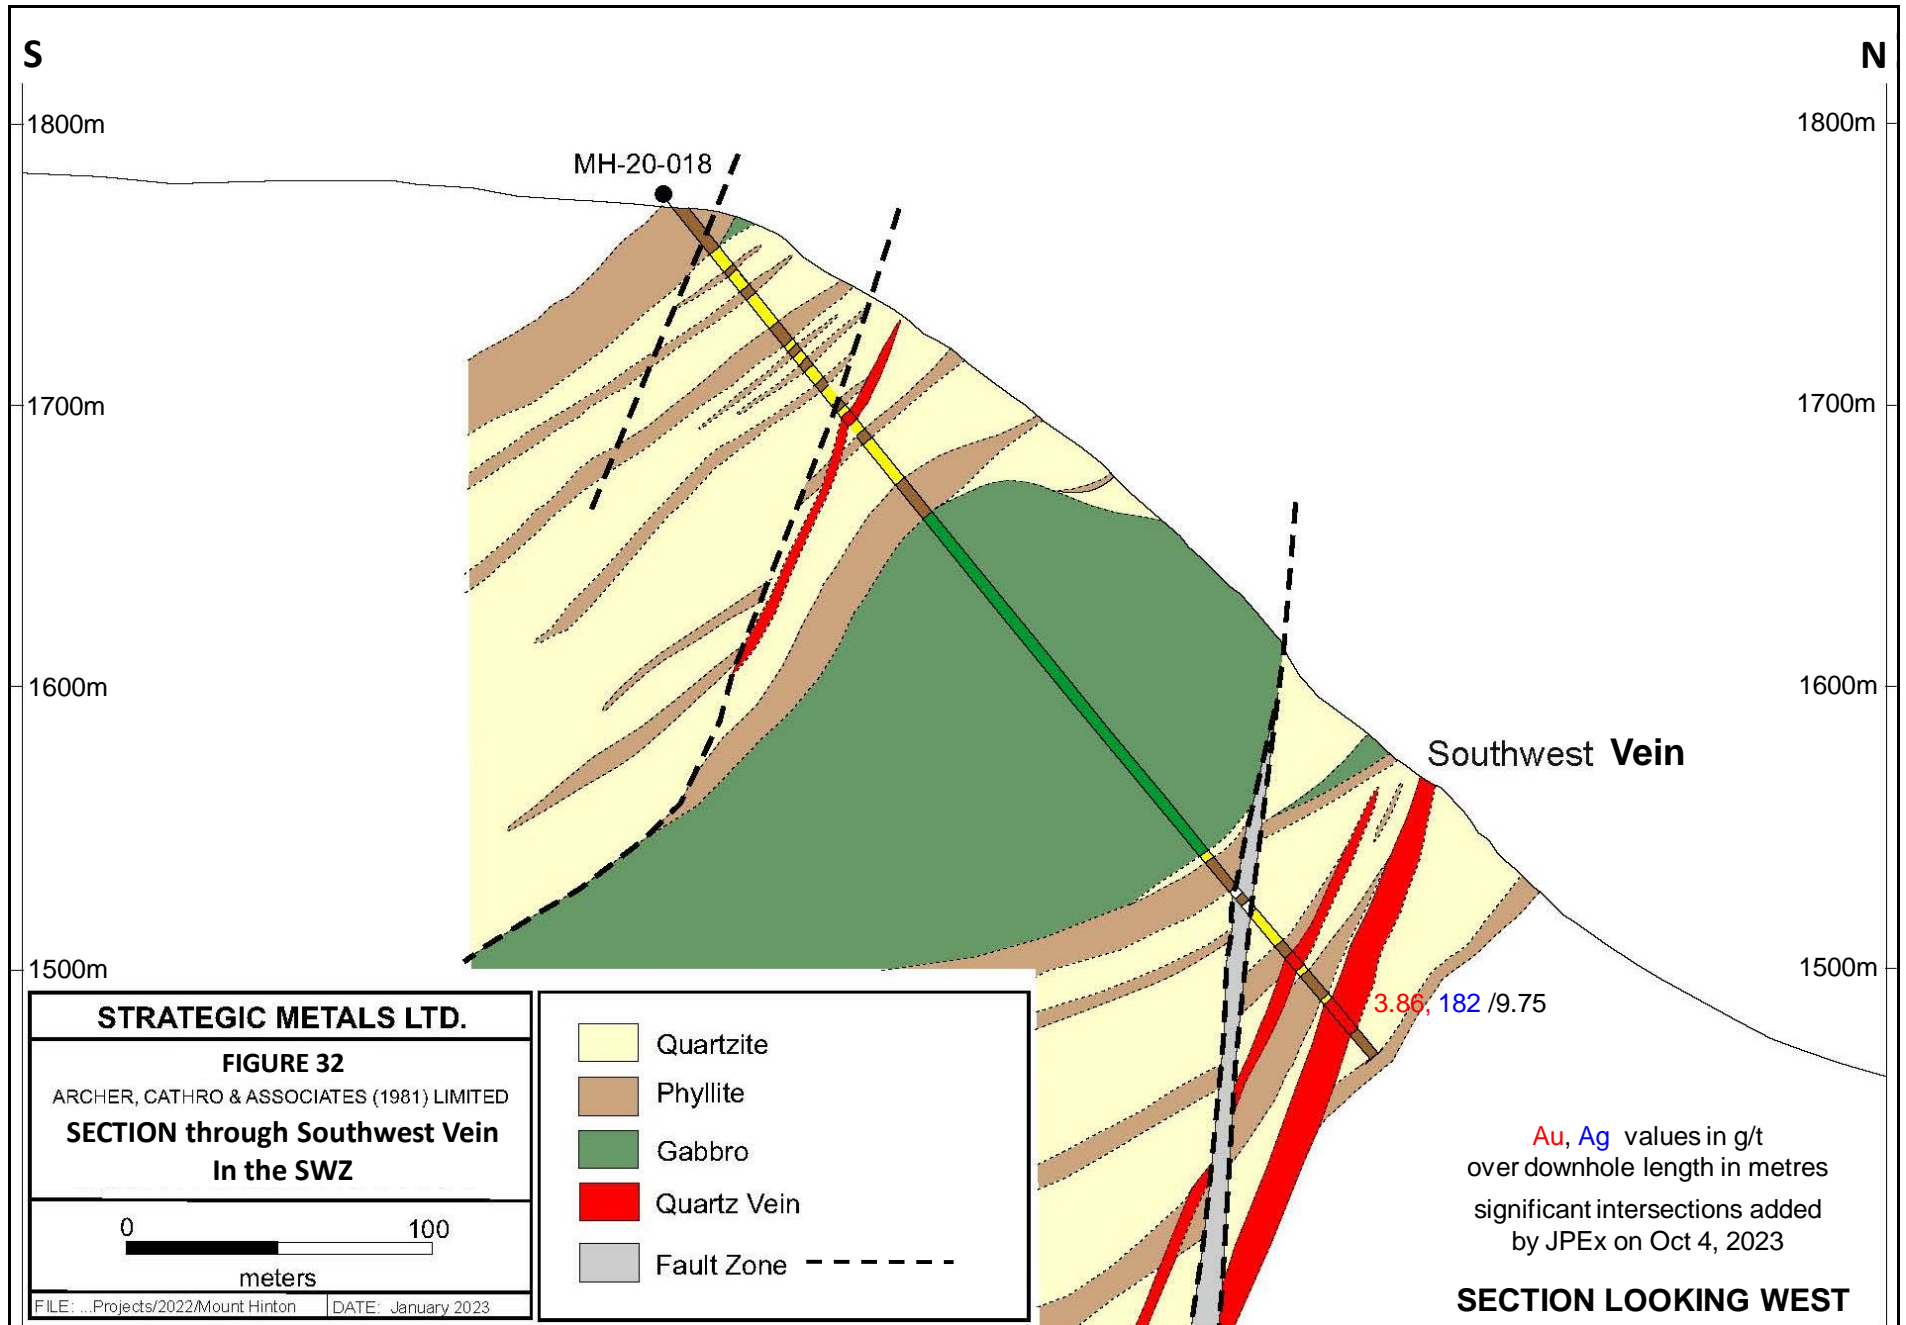 S
N
1800m
1800m
MH-20-018
1700m
1700m
1600m
1600m
Southwest Vein
1500m
1500m
3.86, 182 /9.75
STRATEGIC METALS LTD.
FIGURE 32
ARCHER, CATHRO & ASSOCIATES (1981) LIMITED
SECTION through Southwest Vein
In the SWZ
0 100
meters
FILE: ...Projects/2022/Mount Hinton DATE: January 2023
Quartzite
Phyllite
Gabbro
Quartz Vein
Fault Zone
Au, Ag values in g/t
over downhole length in metres
significant intersections added
by JPEx on Oct 4, 2023
SECTION LOOKING WEST